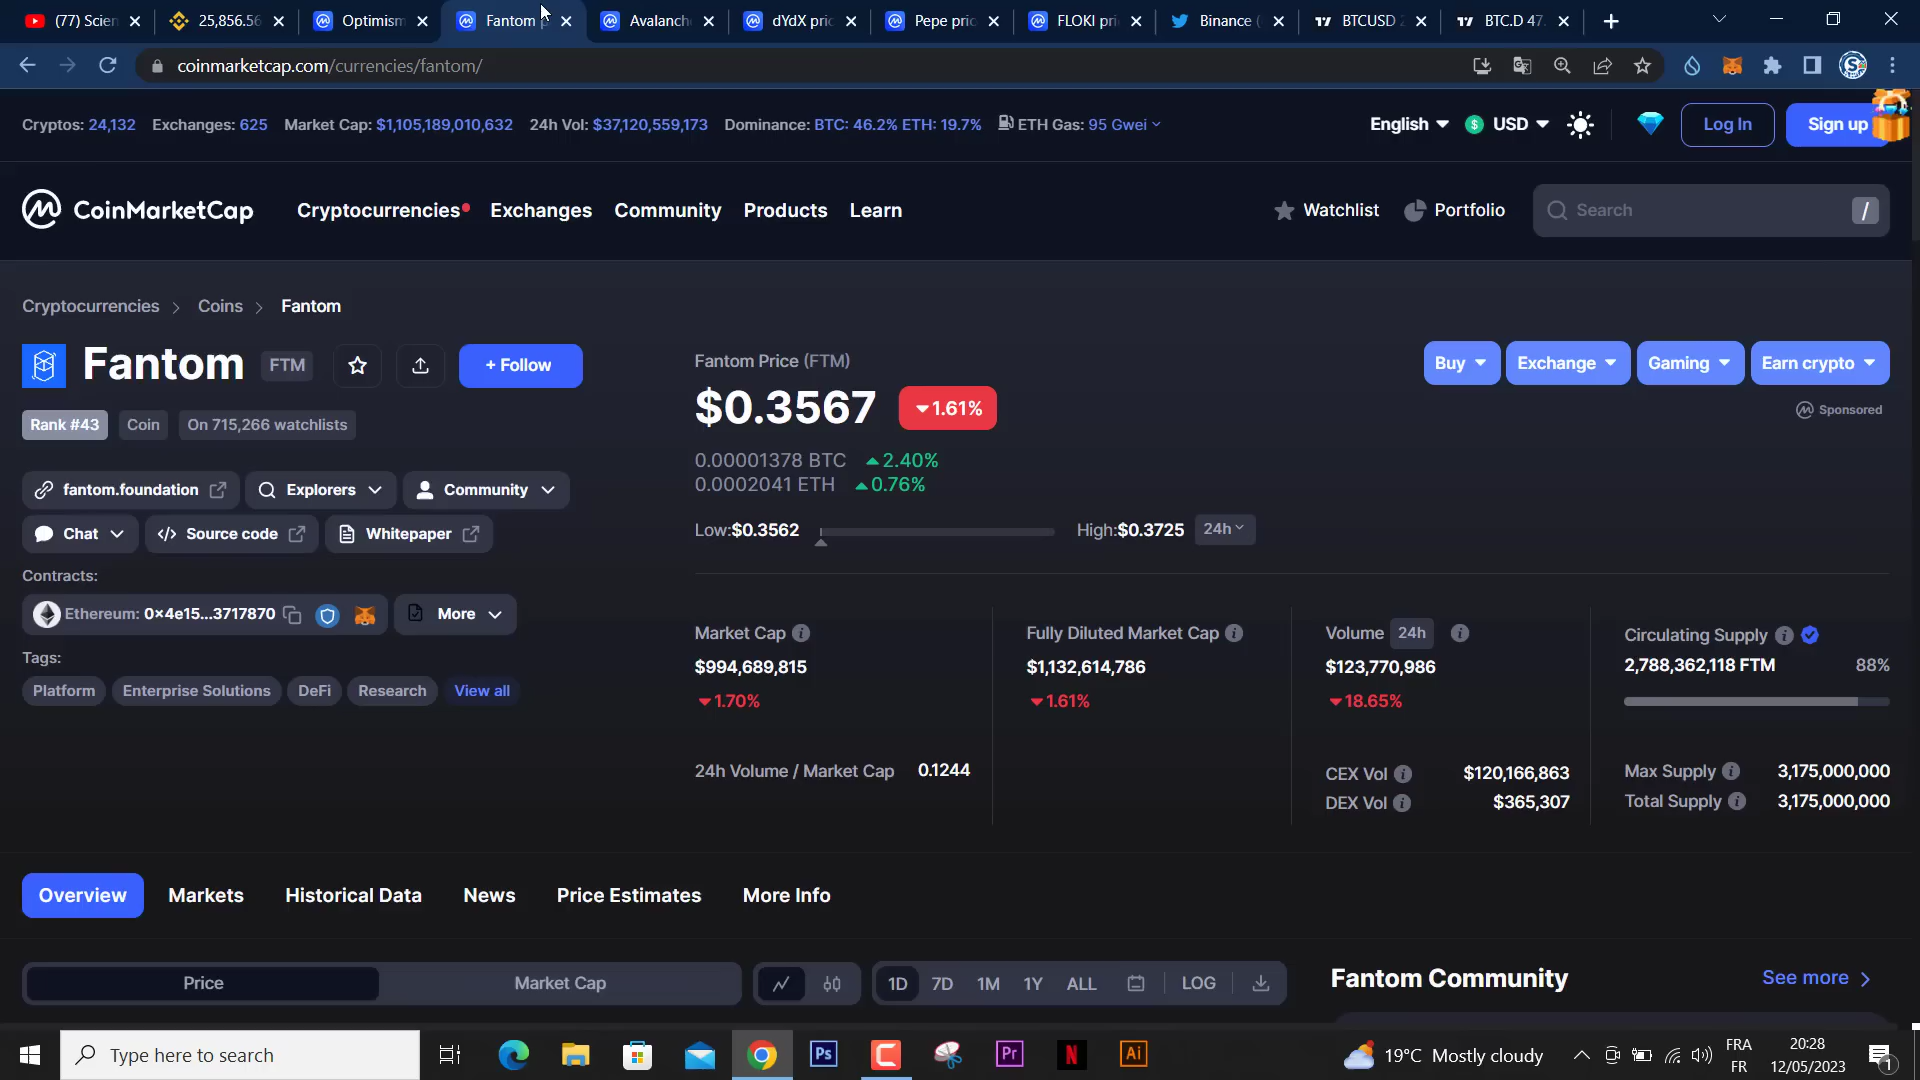 (77) Scien
25,856.56
Optimism
Fantom p
Avalanch
dYdX pric
Pepe pric
FLOKI pri
Binance (
BTCUSD 2
BTC.D 47.
coinmarketcap.com/currencies/fantom/
Cryptos: 24,132 Exchanges: 625 Market Cap: $1,105,189,010,632 24h Vol: $37,120,559,173 Dominance: BTC: 46.2% ETH: 19.7% ETH Gas: 95 Gwei
English USD Log In Sign up
CoinMarketCap Cryptocurrencies Exchanges Community Products Learn
Watchlist Portfolio Search /
Cryptocurrencies > Coins > Fantom
Fantom FTM + Follow
Rank #43 Coin On 715,266 watchlists
fantom.foundation Explorers Community
Chat Source code Whitepaper
Contracts:
Ethereum: 0x4e15...3717870 More
Tags:
Platform Enterprise Solutions DeFi Research View all
Fantom Price (FTM)
$0.3567 1.61%
0.00001378 BTC 2.40%
0.0002041 ETH 0.76%
Low:$0.3562 High:$0.3725 24h
Buy Exchange Gaming Earn crypto
Sponsored
Market Cap
$994,689,815
1.70%
24h Volume / Market Cap 0.1244
Fully Diluted Market Cap
$1,132,614,786
1.61%
Volume 24h
$123,770,986
18.65%
CEX Vol $120,166,863
DEX Vol $365,307
Circulating Supply
2,788,362,118 FTM 88%
Max Supply 3,175,000,000
Total Supply 3,175,000,000
Overview Markets Historical Data News Price Estimates More Info
Price Market Cap
1D 7D 1M 1Y ALL LOG
Fantom Community See more
Type here to search
Ps
Pr
N
Ai
19°C Mostly cloudy
FRA
FR
20:28
12/05/2023
1